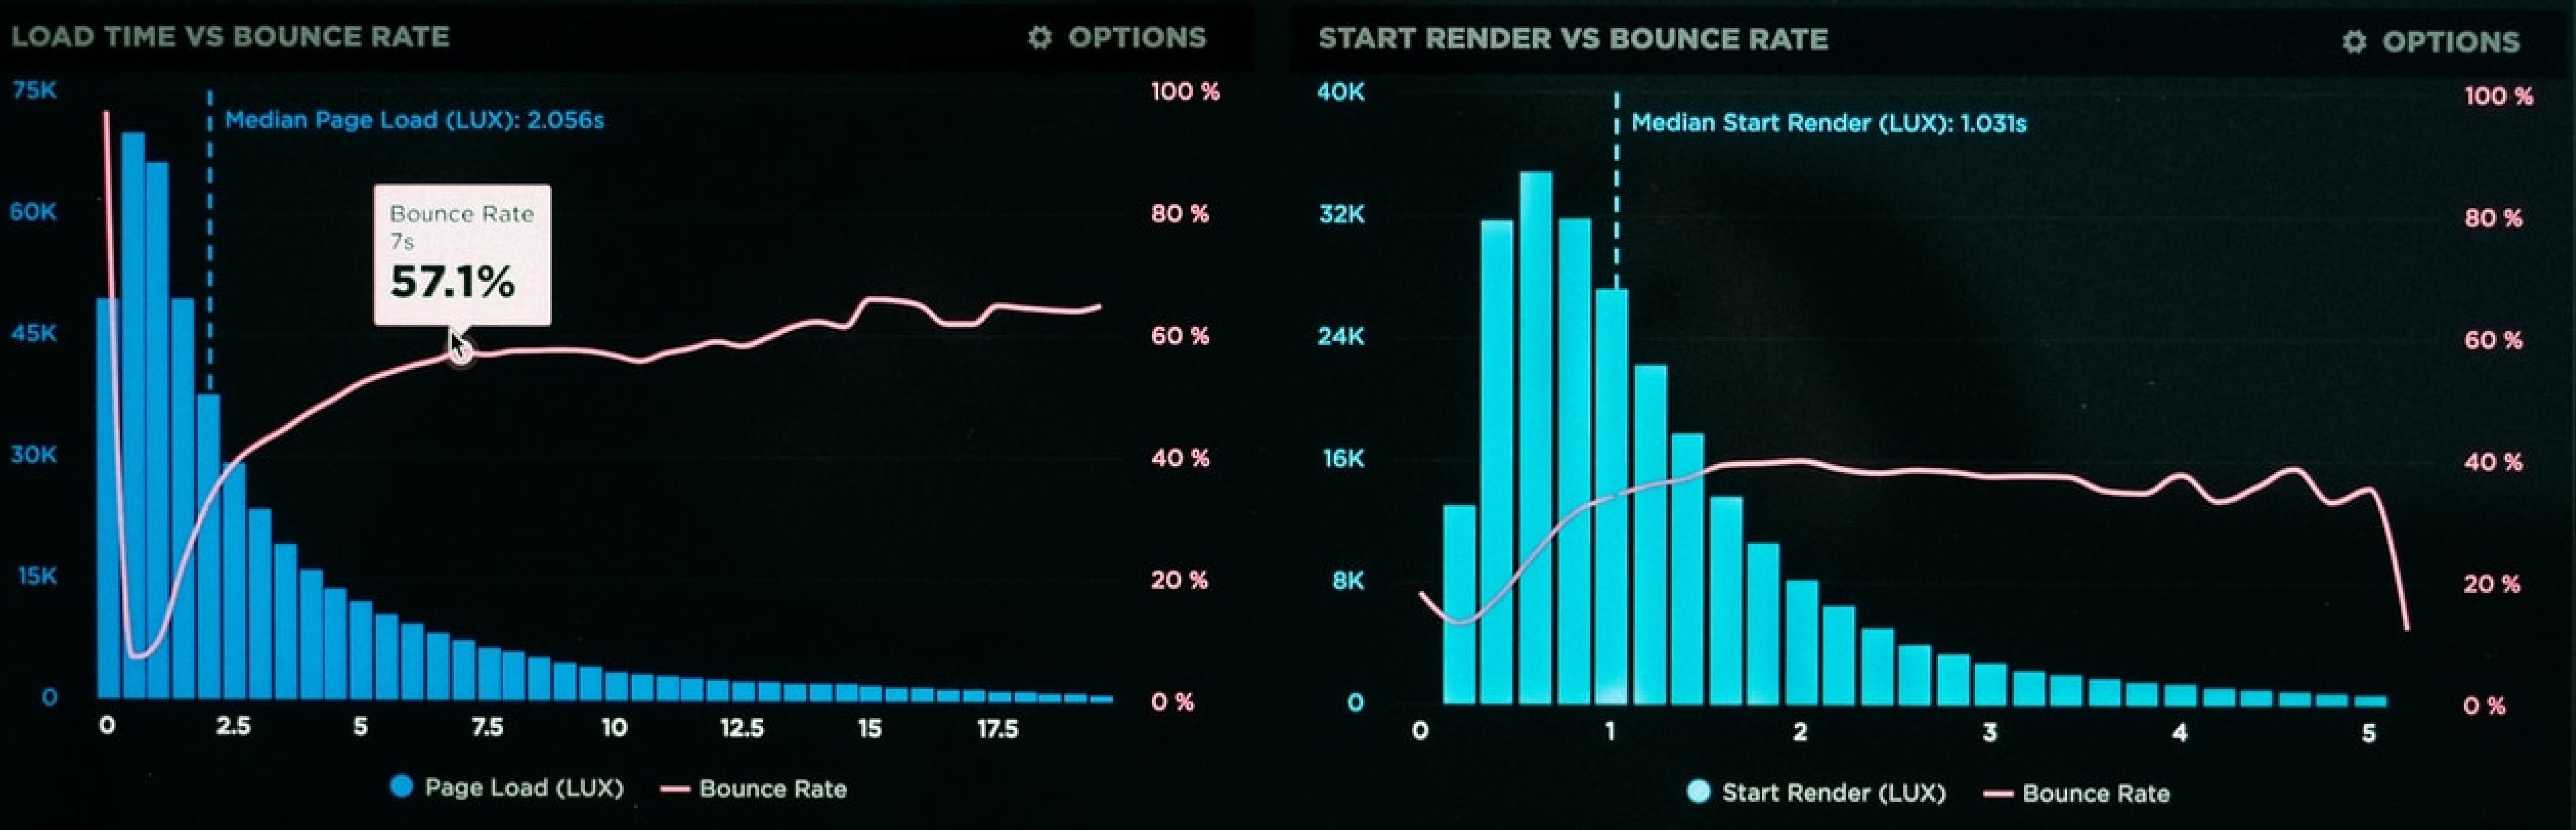 LOAD TIME VS BOUNCE RATE
OPTIONS
75K
60K
45K
30K
15K
0
Median Page Load (LUX): 2.056s
Bounce Rate
7s
57.1%
100 %
80 %
60 %
40 %
20 %
0 %
0 2.5 5 7.5 10 12.5 15 17.5
Page Load (LUX) Bounce Rate
START RENDER VS BOUNCE RATE
OPTIONS
40K
32K
24K
16K
8K
0
Median Start Render (LUX): 1.031s
100 %
80 %
60 %
40 %
20 %
0 %
0 1 2 3 4 5
Start Render (LUX) Bounce Rate